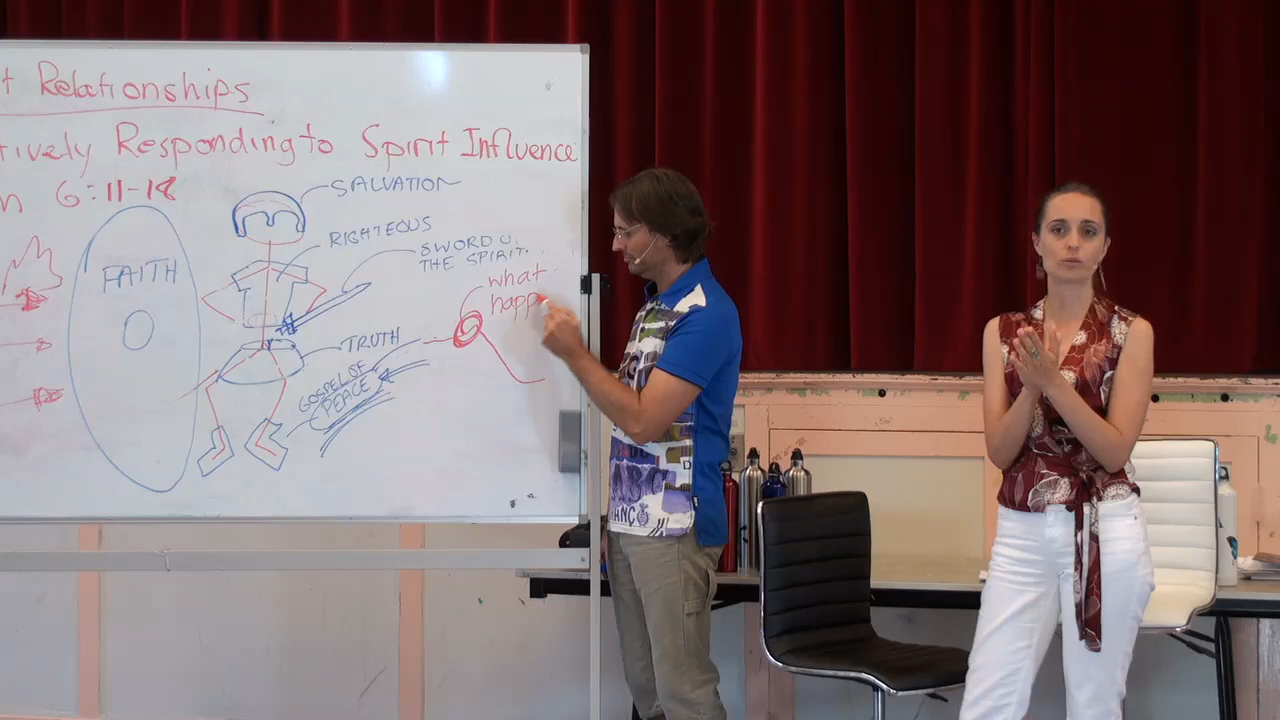 t Relationships
tively Responding to Spirit Influence
n 6:11-18
SALVATION
RIGHTEOUS
FAITH
SWORD O.
THE SPIRIT...
what
happ
TRUTH
GOSPEL OF
PEACE